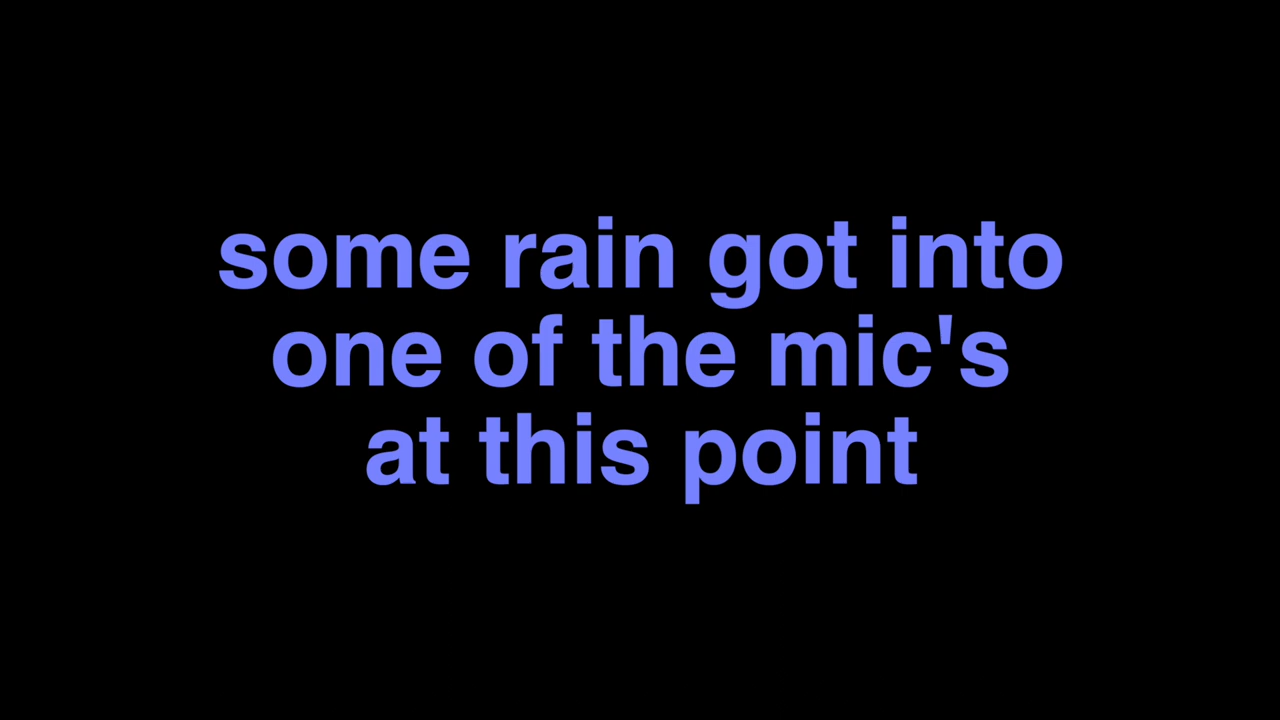 some rain got into
one of the mic's
at this point